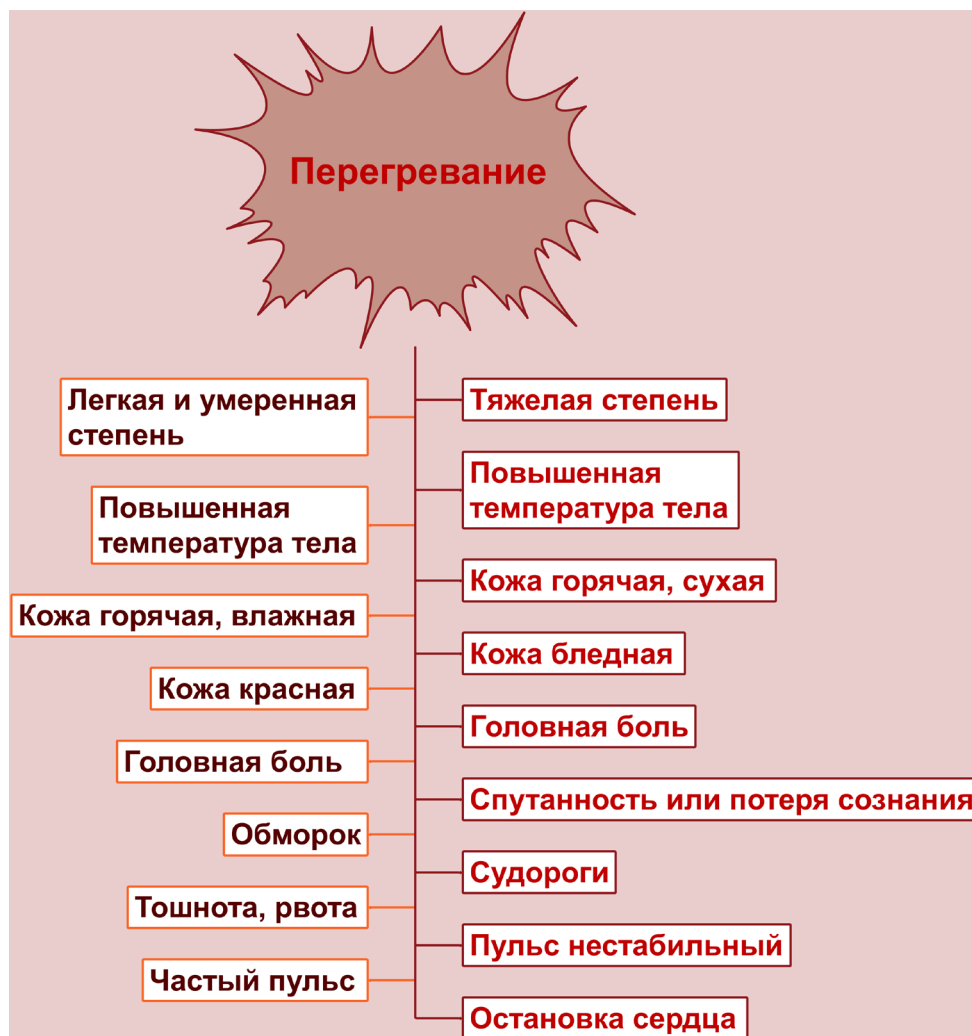 Перегревание
Легкая и умеренная
степень
Повышенная
температура тела
Кожа горячая, влажная
Кожа красная
Головная боль
Обморок
Тошнота, рвота
Частый пульс
Тяжелая степень
Повышенная
температура тела
Кожа горячая, сухая
Кожа бледная
Головная боль
Спутанность или потеря сознания
Судороги
Пульс нестабильный
Остановка сердца